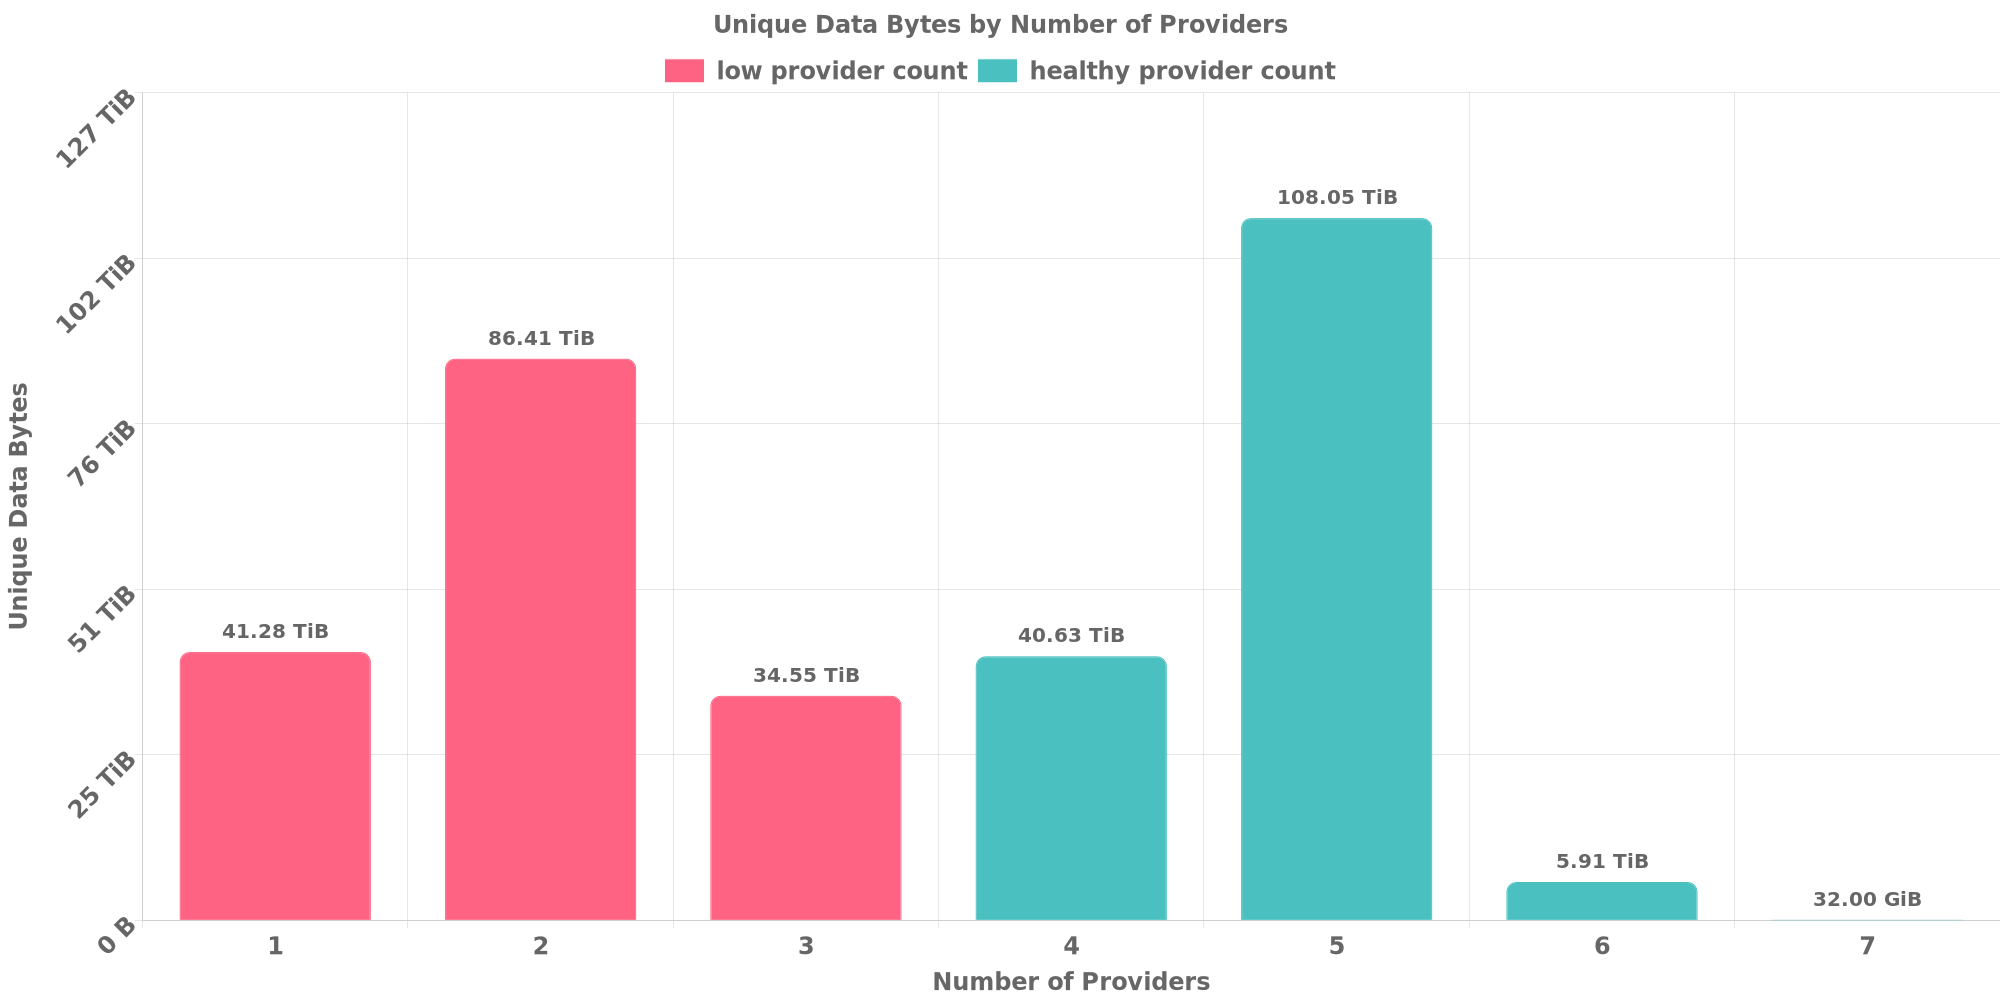 Unique Data Bytes by Number of Providers
low provider count
healthy provider count
Unique Data Bytes
127 TiB
102 TiB
76 TiB
51 TiB
25 TiB
0 B
41.28 TiB
86.41 TiB
34.55 TiB
40.63 TiB
108.05 TiB
5.91 TiB
32.00 GiB
1 2 3 4 5 6 7
Number of Providers